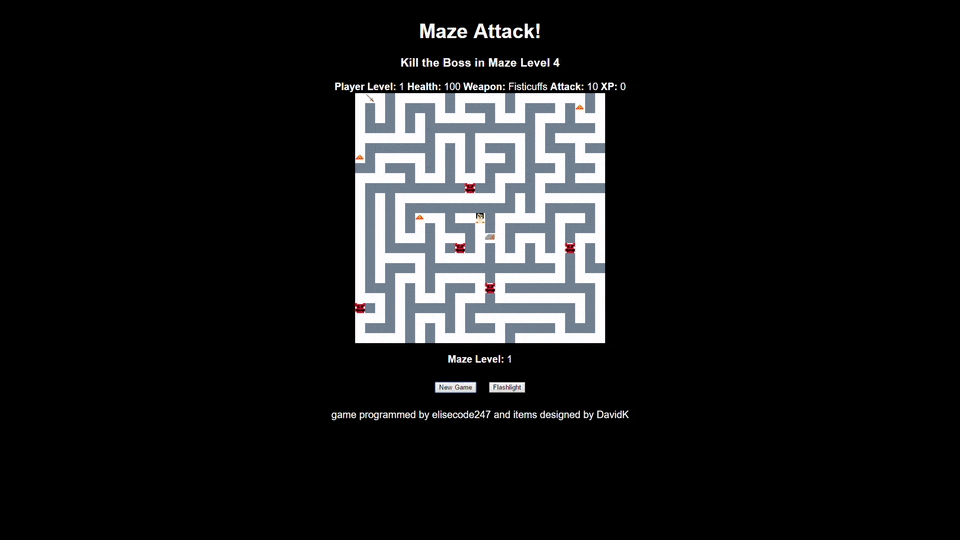 Maze Attack!
Kill the Boss in Maze Level 4
Player Level: 1 Health: 100 Weapon: Fisticuffs Attack: 10 XP: 0
Maze Level: 1
New Game Flashlight
game programmed by elisecode247 and items designed by DavidK